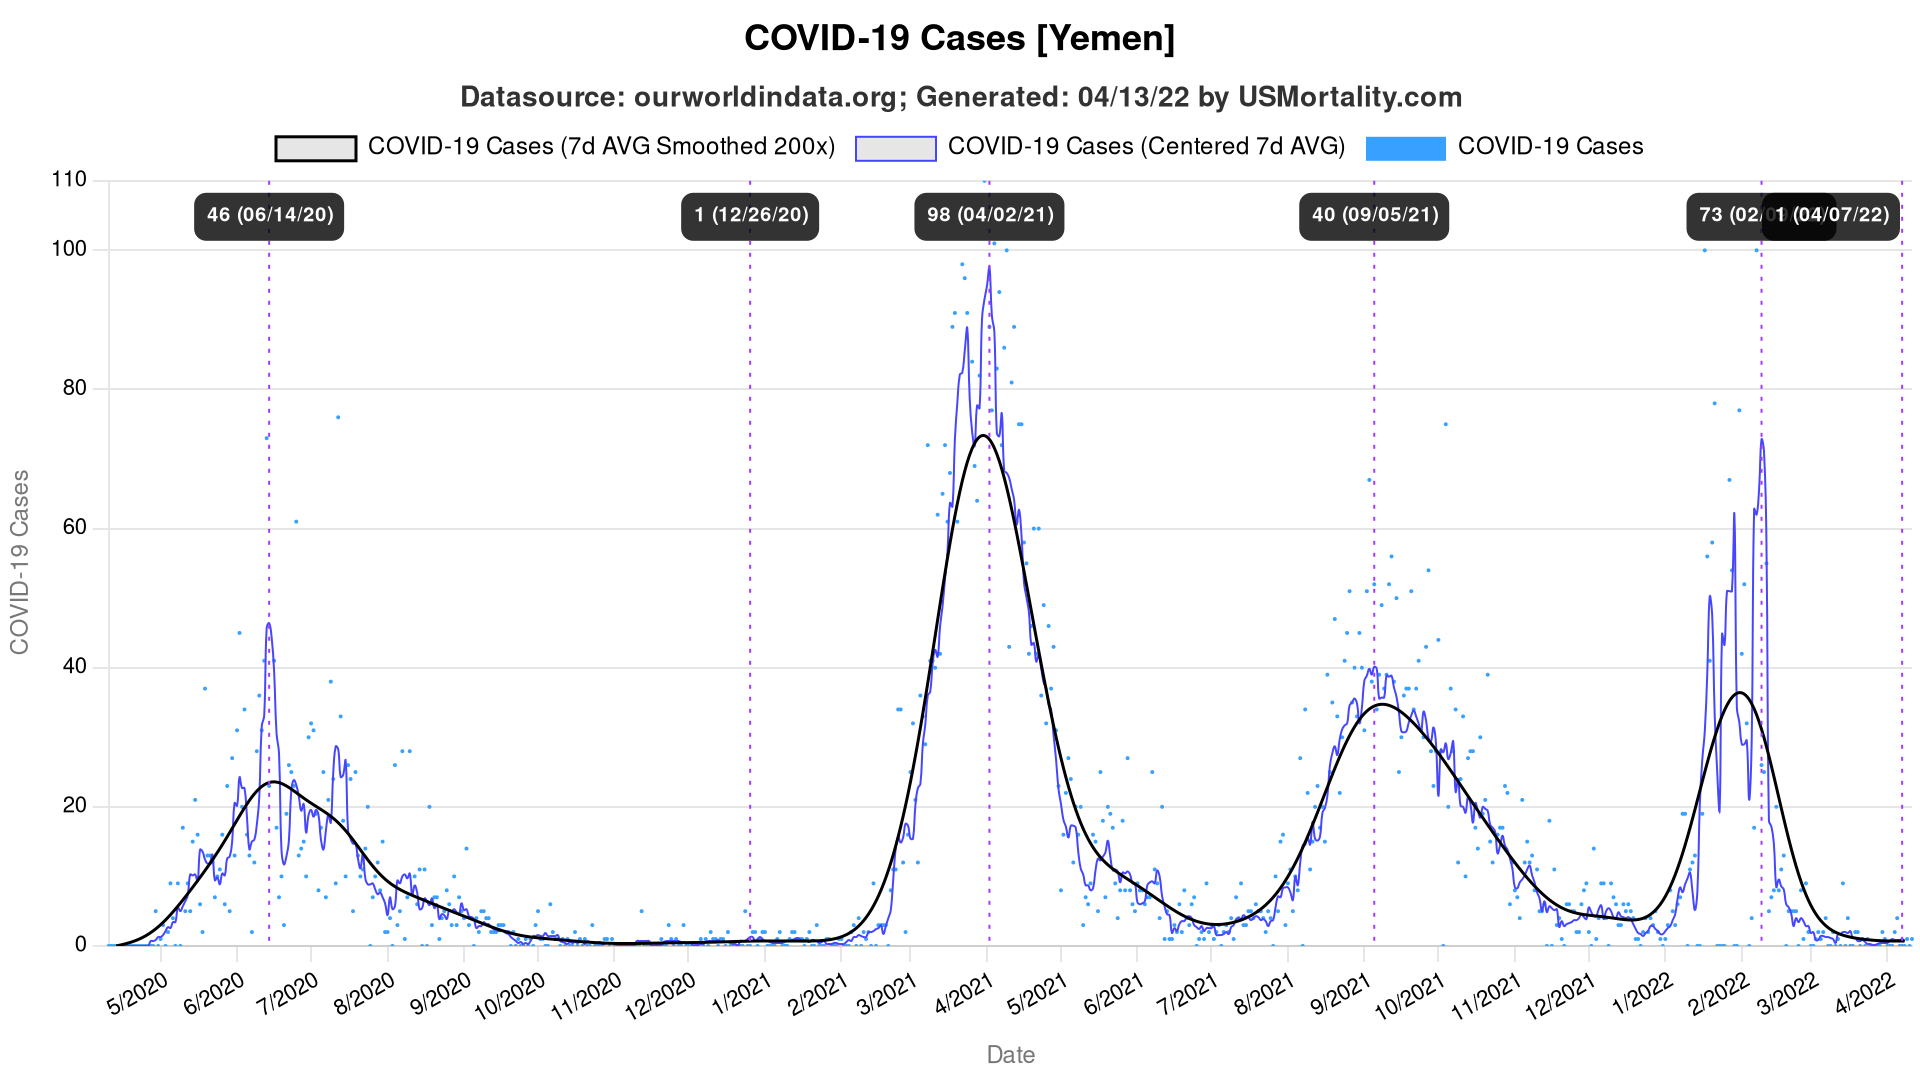 COVID-19 Cases [Yemen]
Datasource: ourworldindata.org; Generated: 04/13/22 by USMortality.com
COVID-19 Cases (7d AVG Smoothed 200x) COVID-19 Cases (Centered 7d AVG) COVID-19 Cases
110
46 (06/14/20) 1 (12/26/20) 98 (04/02/21) 40 (09/05/21) 73 (02/ 1 (04/07/22)
100
80
60
40
20
0
COVID-19 Cases
5/2020 6/2020 7/2020 8/2020 9/2020 10/2020 11/2020 12/2020 1/2021 2/2021 3/2021 4/2021 5/2021 6/2021 7/2021 8/2021 9/2021 10/2021 11/2021 12/2021 1/2022 2/2022 3/2022 4/2022
Date